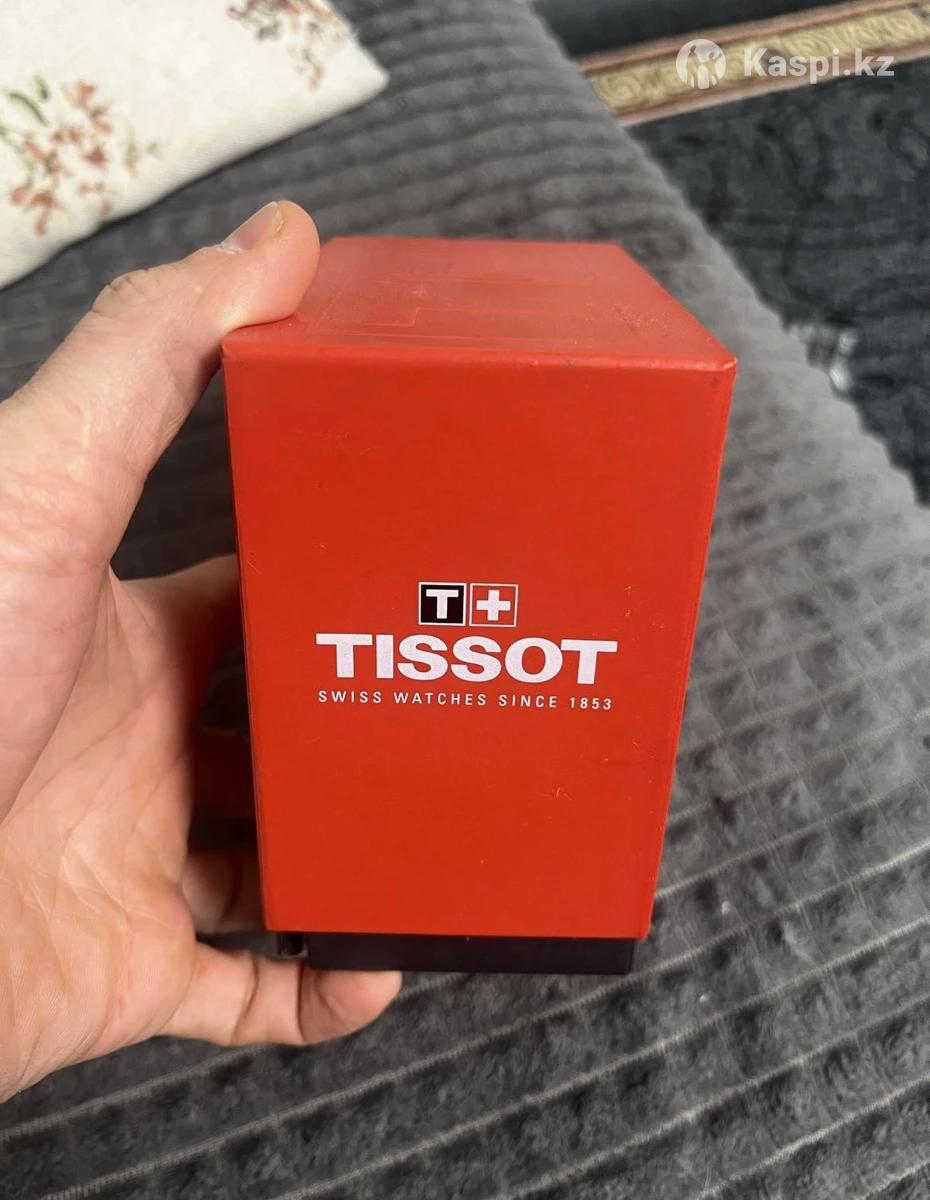 Kaspi.kz
T+
TISSOT
SWISS WATCHES SINCE 1853